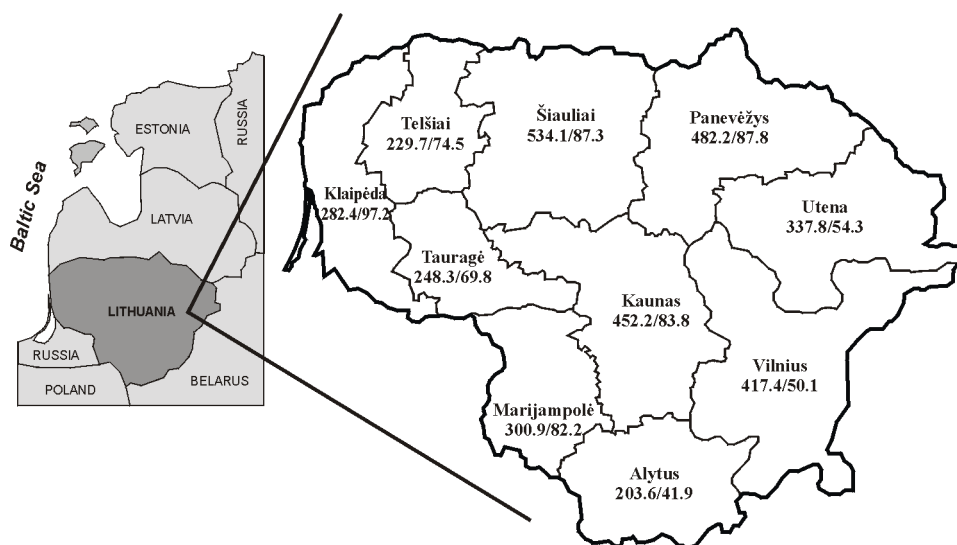 Baltic Sea
ESTONIA
RUSSIA
LATVIA
LITHUANIA
RUSSIA
POLAND
BELARUS
Telšiai
229.7/74.5
Šiauliai
534.1/87.3
Panevėžys
482.2/87.8
Klaipėda
282.4/97.2
Utena
337.8/54.3
Tauragė
248.3/69.8
Kaunas
452.2/83.8
Vilnius
417.4/50.1
Marijampolė
300.9/82.2
Alytus
203.6/41.9